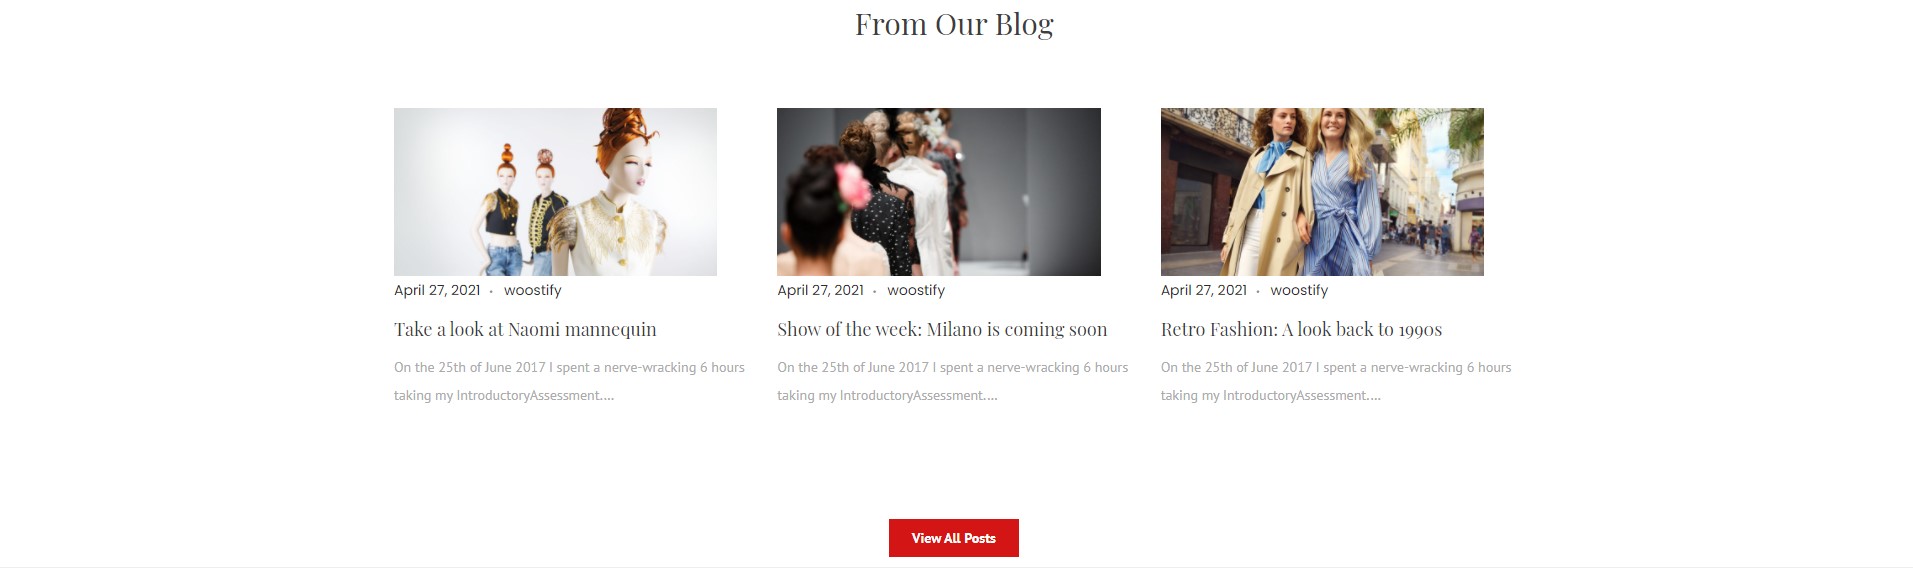 From Our Blog
April 27, 2021 • woostify
Take a look at Naomi mannequin
On the 25th of June 2017 I spent a nerve-wracking 6 hours
taking my IntroductoryAssessment....
April 27, 2021 • woostify
Show of the week: Milano is coming soon
On the 25th of June 2017 I spent a nerve-wracking 6 hours
taking my IntroductoryAssessment....
April 27, 2021 • woostify
Retro Fashion: A look back to 1990s
On the 25th of June 2017 I spent a nerve-wracking 6 hours
taking my IntroductoryAssessment....
View All Posts